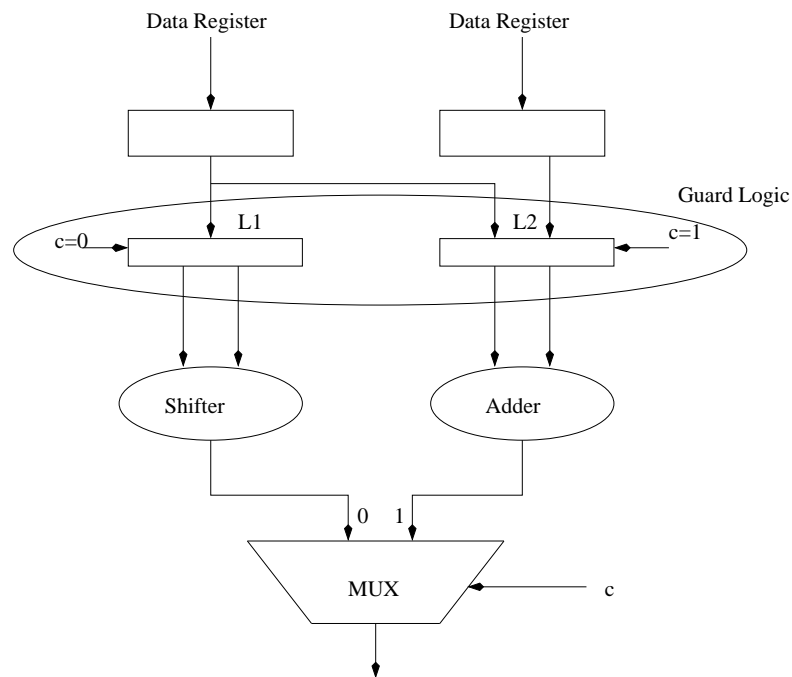 Data Register
Data Register
Guard Logic
L1
L2
c=0
c=1
Shifter
Adder
0
1
MUX
c